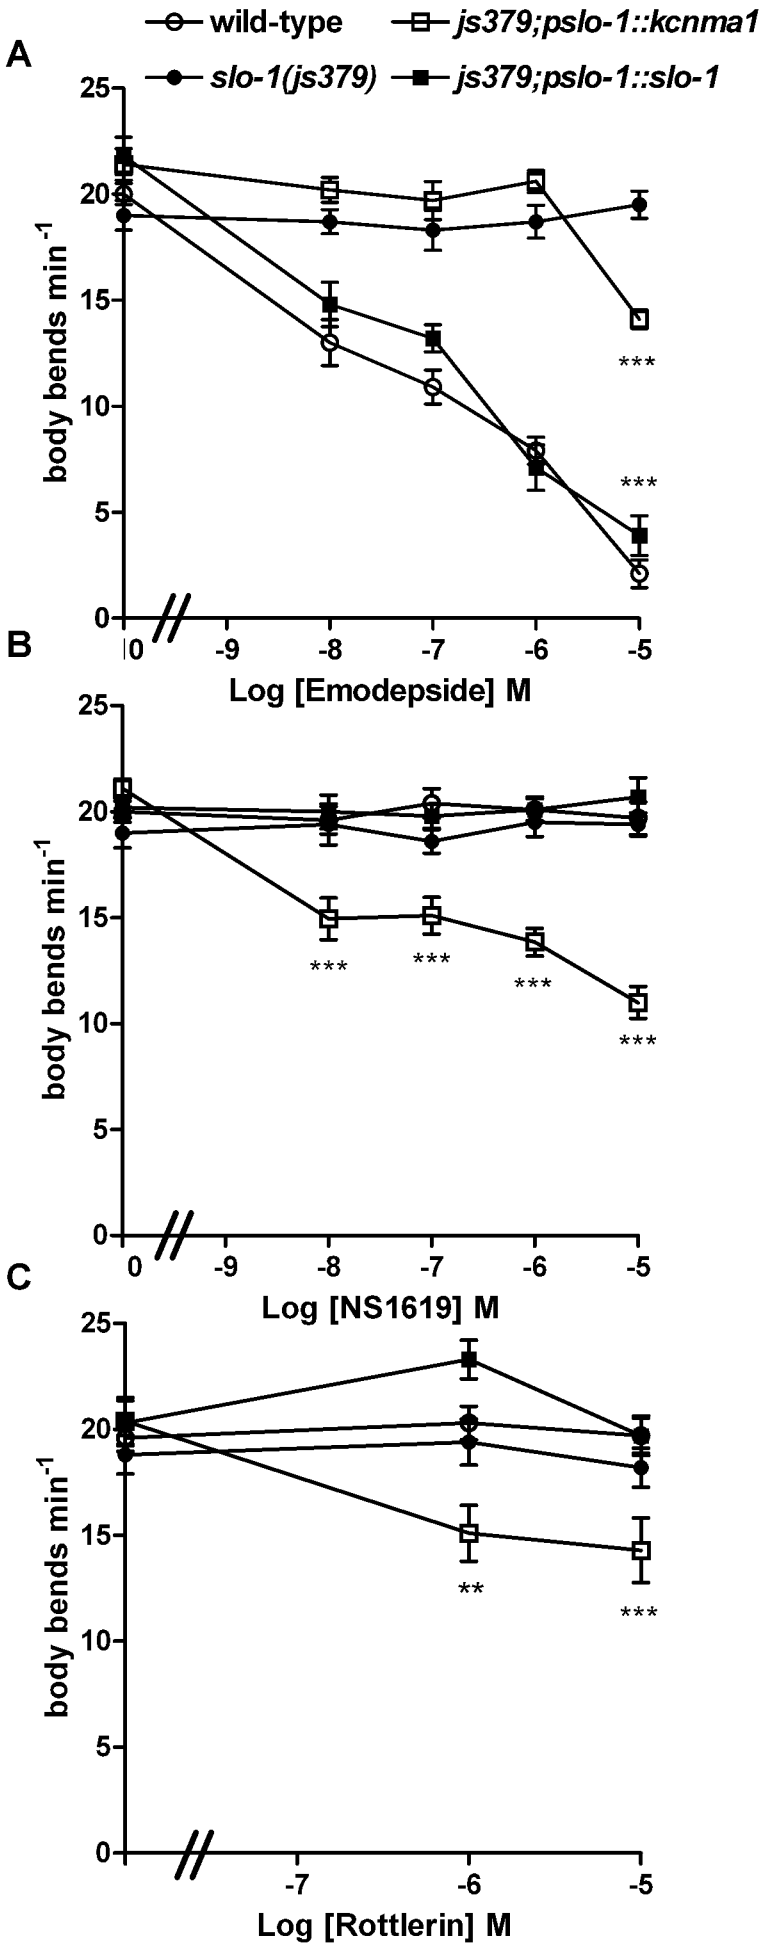 wild-type js379;pslo-1::kcnma1
A
slo-1(js379) js379;pslo-1::slo-1
25
20
15
10
5
0
body bends min-1
***
***
0 -9 -8 -7 -6 -5
Log [Emodepside] M
B
25
20
15
10
5
0
body bends min-1
*** *** *** ***
0 -9 -8 -7 -6 -5
Log [NS1619] M
C
25
20
15
10
5
0
body bends min-1
** ***
-7 -6 -5
Log [Rottlerin] M